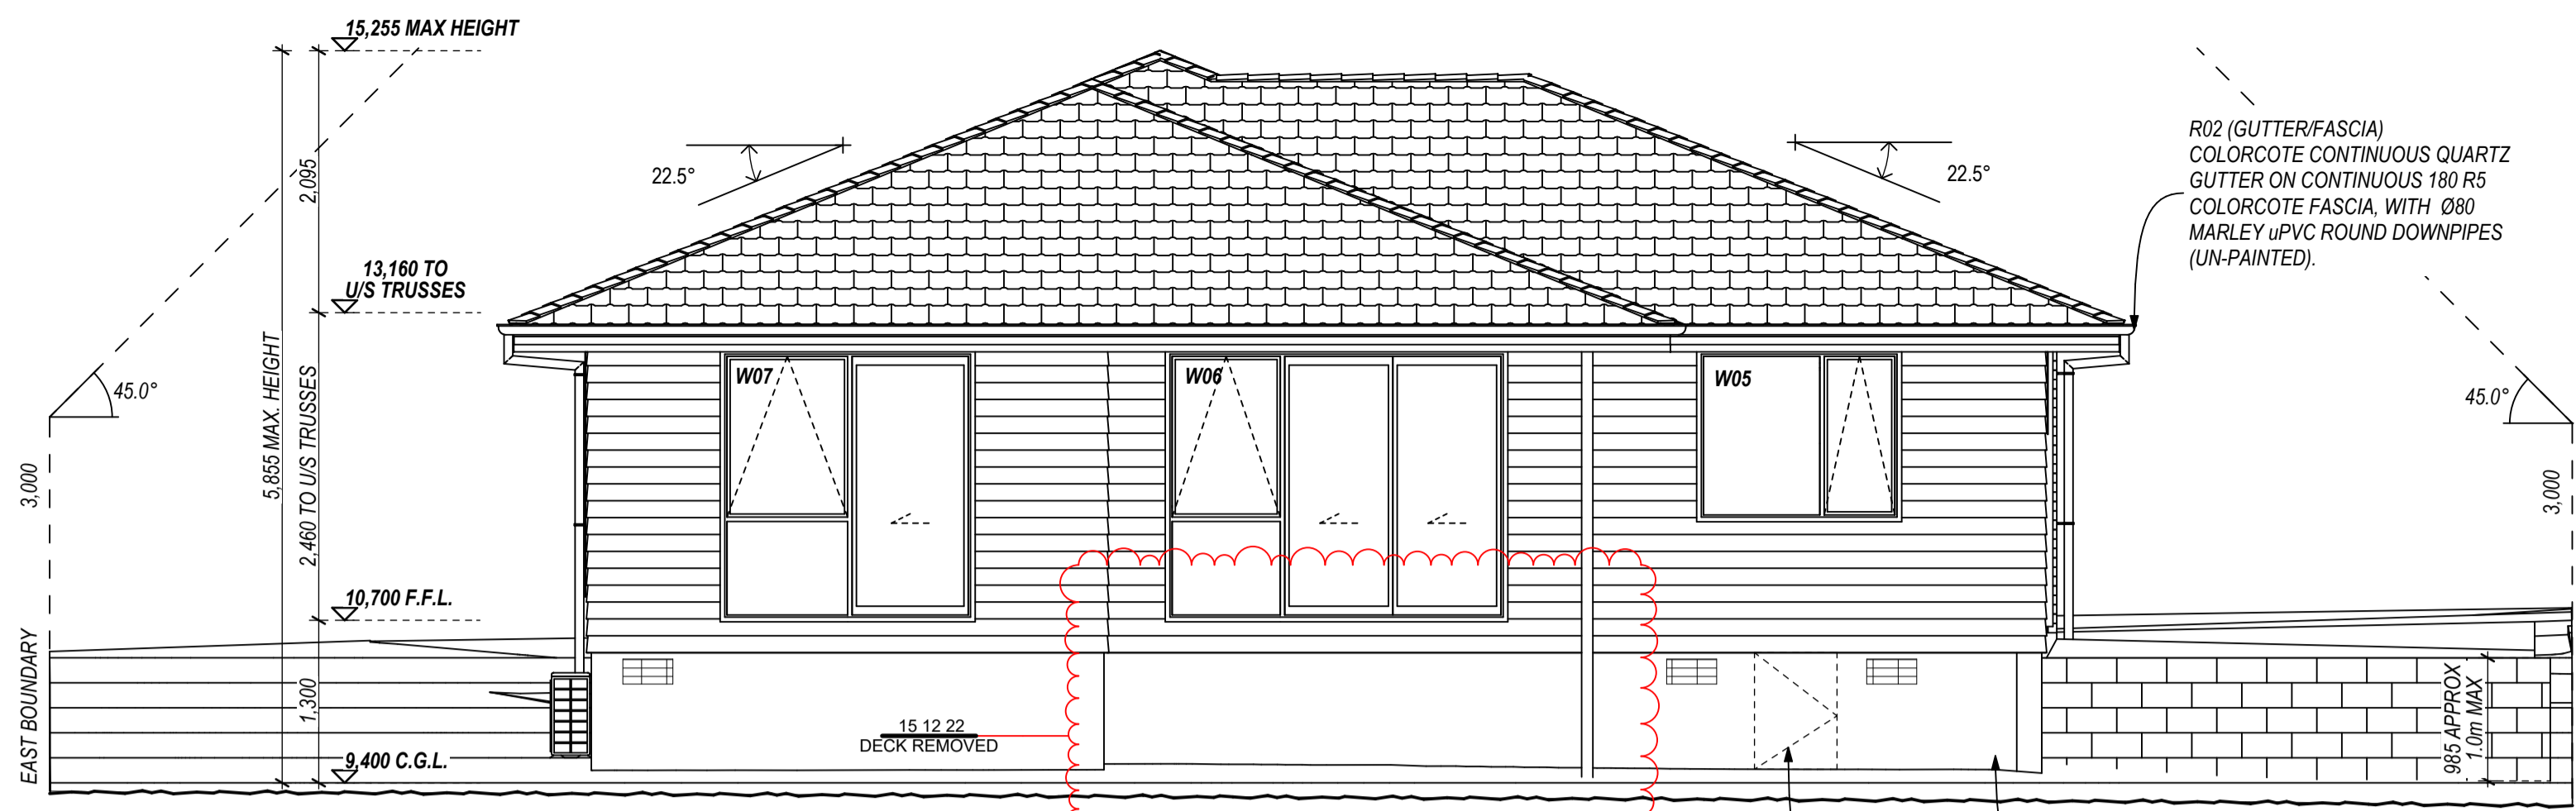 15,255 MAX HEIGHT
2,095
22.5°
22.5°
R02 (GUTTER/FASCIA)
COLORCOTE CONTINUOUS QUARTZ
GUTTER ON CONTINUOUS 180 R5
COLORCOTE FASCIA, WITH Ø80
MARLEY uPVC ROUND DOWNPIPES
(UN-PAINTED).
13,160 TO
U/S TRUSSES
45.0°
5,855 MAX. HEIGHT
2,460 TO U/S TRUSSES
W07
W06
W05
45.0°
3,000
3,000
10,700 F.F.L.
EAST BOUNDARY
1,300
15 12 22
DECK REMOVED
9,400 C.G.L.
985 APPROX
1.0m MAX